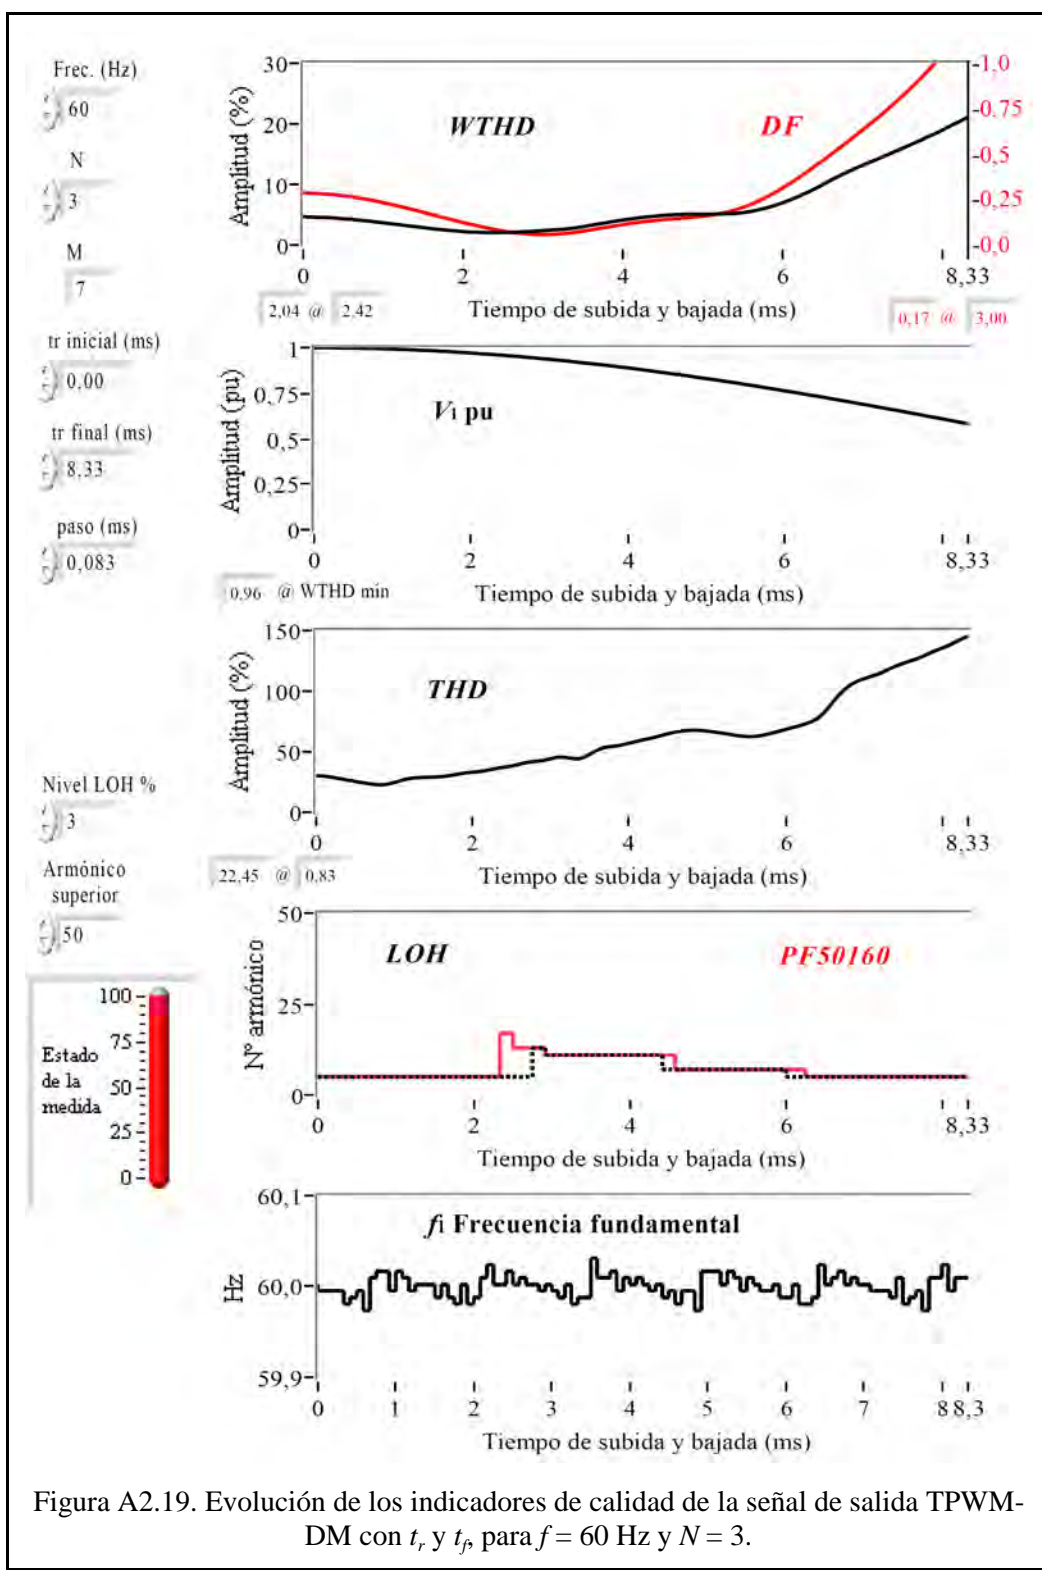 Frec. (Hz)
60
N
3
M
7
tr inicial (ms)
0,00
tr final (ms)
8,33
paso (ms)
0,083
Nivel LOH %
3
Armónico
superior
50
100
75
50
25
0
Estado
de la
medida
30
20
10
0
Amplitud (%)
WTHD
DF
1,0
0,75
0,5
0,25
0,0
0 2 4 6 8,33
2,04 @ 2,42
Tiempo de subida y bajada (ms)
0,17 @ 3,00
1
0,75
0,5
0,25
0
Amplitud (pu)
V1 pu
0 2 4 6 8,33
0,96 @ WTHD min
Tiempo de subida y bajada (ms)
150
100
50
0
Amplitud (%)
THD
0 2 4 6 8,33
22,45 @ 0,83
Tiempo de subida y bajada (ms)
50
25
0
Nº armónico
LOH
PF50160
0 2 4 6 8,33
Tiempo de subida y bajada (ms)
60,1
60,0
59,9
Hz
f1 Frecuencia fundamental
0 1 2 3 4 5 6 7 8 8,3
Tiempo de subida y bajada (ms)
Figura A2.19. Evolución de los indicadores de calidad de la señal de salida TPWM-
DM con tr y tf, para f = 60 Hz y N = 3.